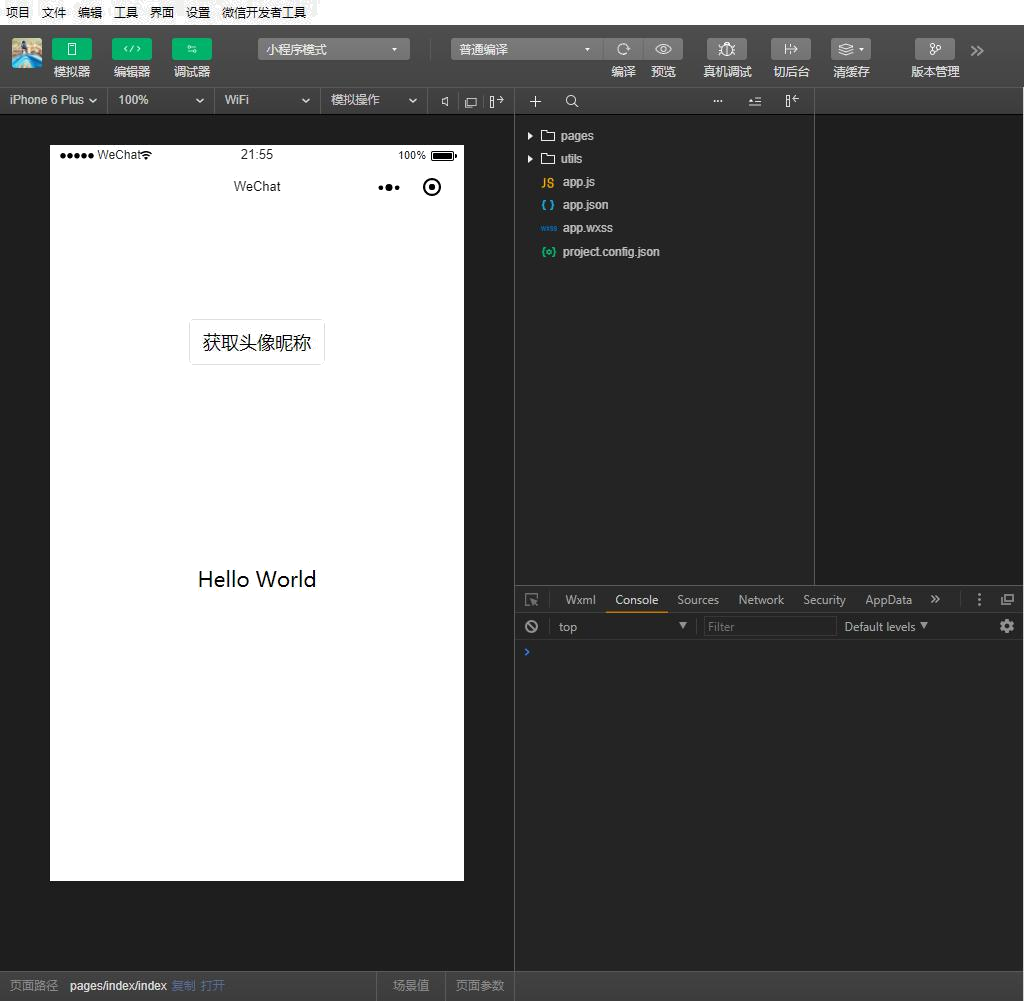 项目 文件 编辑 工具 界面 设置 微信开发者工具
小程序模式 普通编译
模拟器 编辑器 调试器 编译 预览 真机调试 切后台 清缓存 版本管理
iPhone 6 Plus 100% WiFi 模拟操作
WeChat 21:55 100%
WeChat
获取头像昵称
Hello World
pages
utils
JS app.js
{ } app.json
wxss app.wxss
project.config.json
Wxml Console Sources Network Security AppData
top Filter Default levels
页面路径 pages/index/index 复制 打开 场景值 页面参数